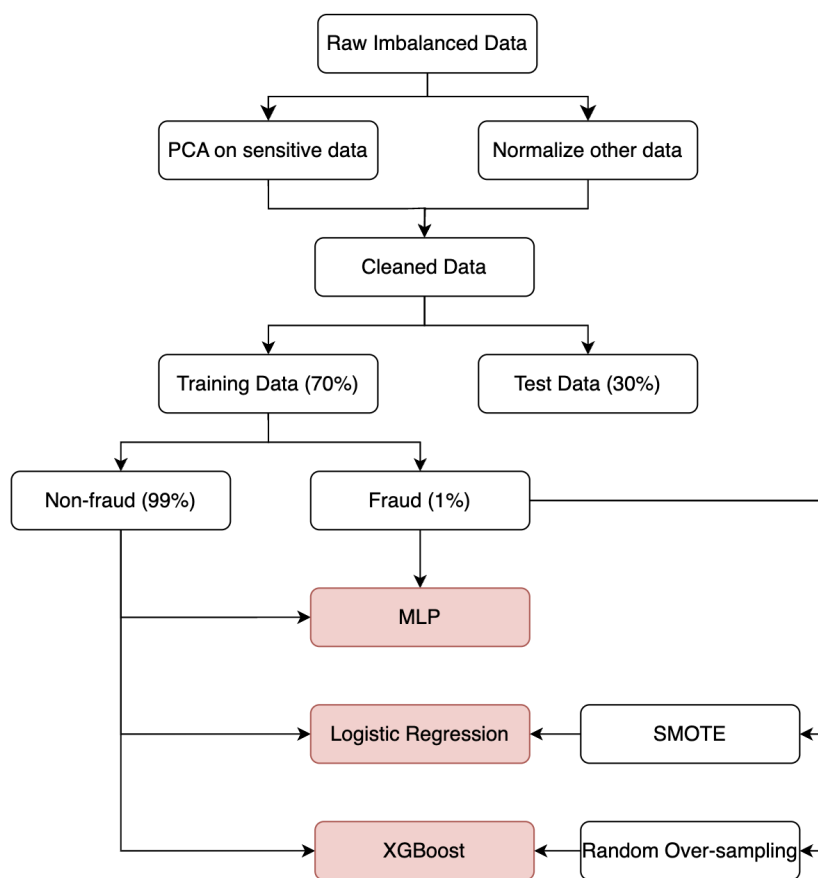 Raw Imbalanced Data
PCA on sensitive data
Normalize other data
Cleaned Data
Training Data (70%)
Test Data (30%)
Non-fraud (99%)
Fraud (1%)
MLP
Logistic Regression
SMOTE
XGBoost
Random Over-sampling